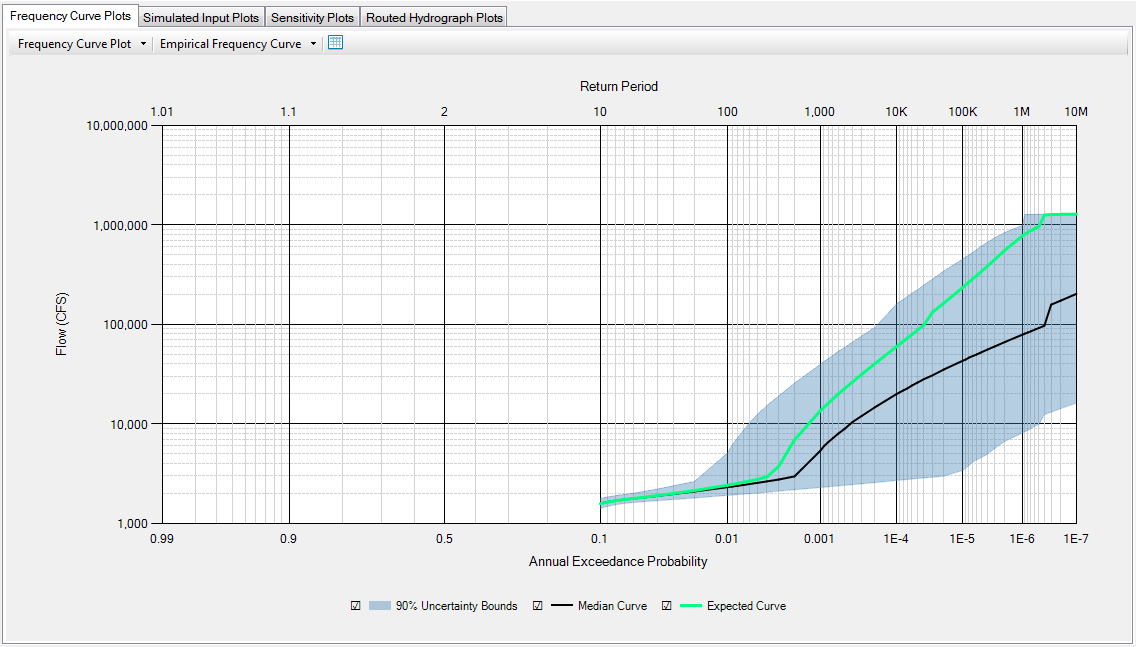 Frequency Curve Plots Simulated Input Plots Sensitivity Plots Routed Hydrograph Plots
Frequency Curve Plot Empirical Frequency Curve
Return Period
1.01 1.1 2 10 100 1,000 10K 100K 1M 10M
10,000,000
1,000,000
100,000
10,000
1,000
Flow (CFS)
0.99 0.9 0.5 0.1 0.01 0.001 1E-4 1E-5 1E-6 1E-7
Annual Exceedance Probability
90% Uncertainty Bounds Median Curve Expected Curve